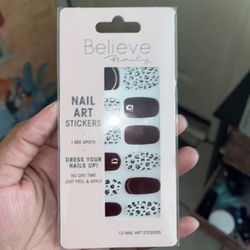 Believe
Beauty
NAIL
ART
STICKERS
I SEE SPOTS
DRESS YOUR
NAILS UP!
NO DRY TIME
JUST PEEL & APPLY
12 NAIL ART STICKERS